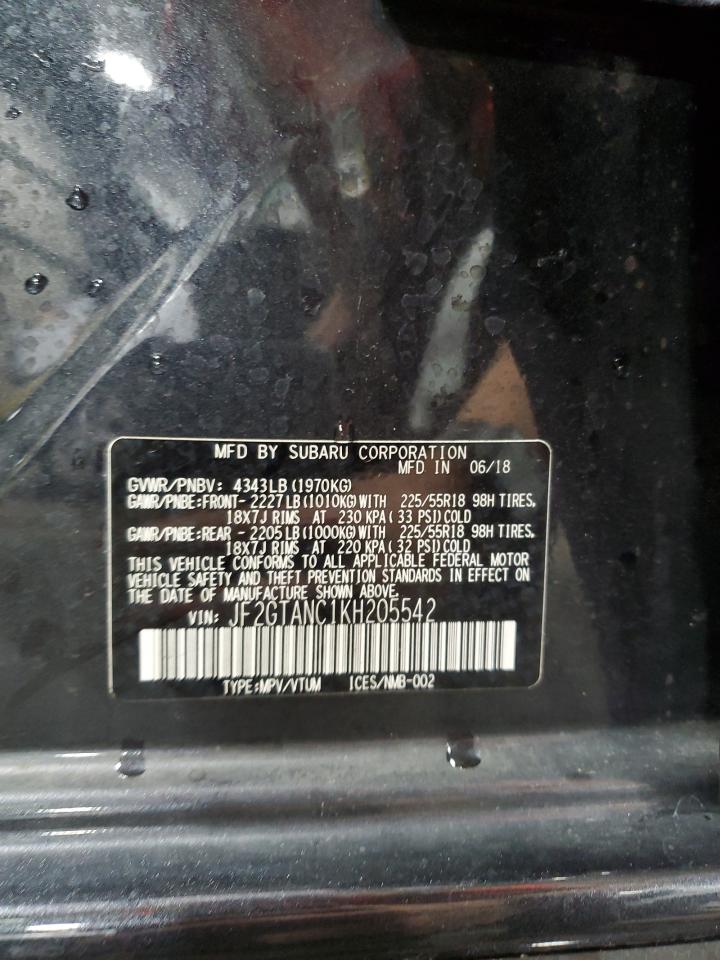 MFD BY SUBARU CORPORATION
MFD IN 06/18
GVWR/PNBV: 4343LB(1970KG)
GAWR/PNBE:FRONT-2227LB(1010KG)WITH 225/55R18 98H TIRES,
18X7J RIMS AT 230 KPA(33 PSI)COLD
GAWR/PNBE:REAR -2205LB(1000KG)WITH 225/55R18 98H TIRES,
18X7J RIMS AT 220 KPA(32 PSI)COLD
THIS VEHICLE CONFORMS TO ALL APPLICABLE FEDERAL MOTOR
VEHICLE SAFETY AND THEFT PREVENTION STANDARDS IN EFFECT ON
THE DATE OF MANUFACTURE SHOWN ABOVE.
VIN: JF2GTANC1KH205542
TYPE:MPV/VTUM ICES/NMB-002